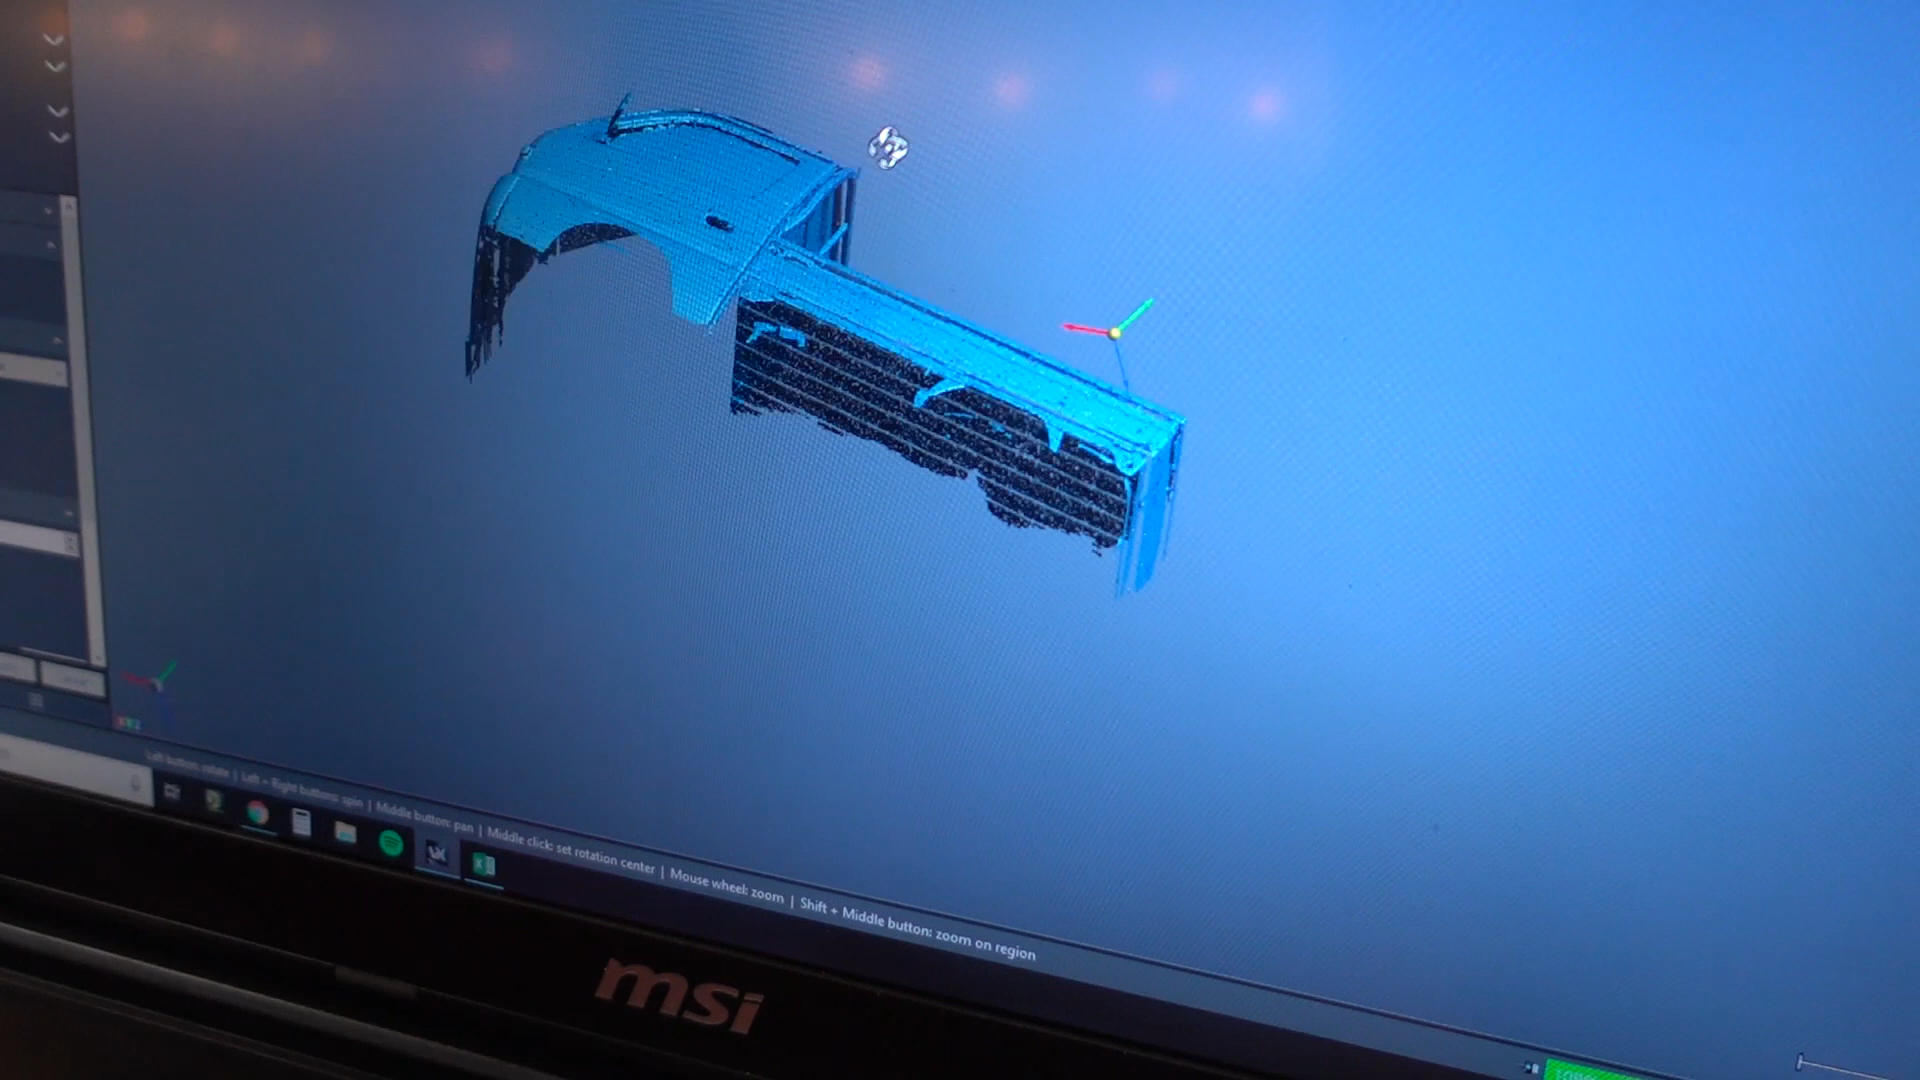 Left button: rotate | Left + Right buttons: spin | Middle button: pan | Middle click: set rotation center | Mouse wheel: zoom | Shift + Middle button: zoom on region
msi